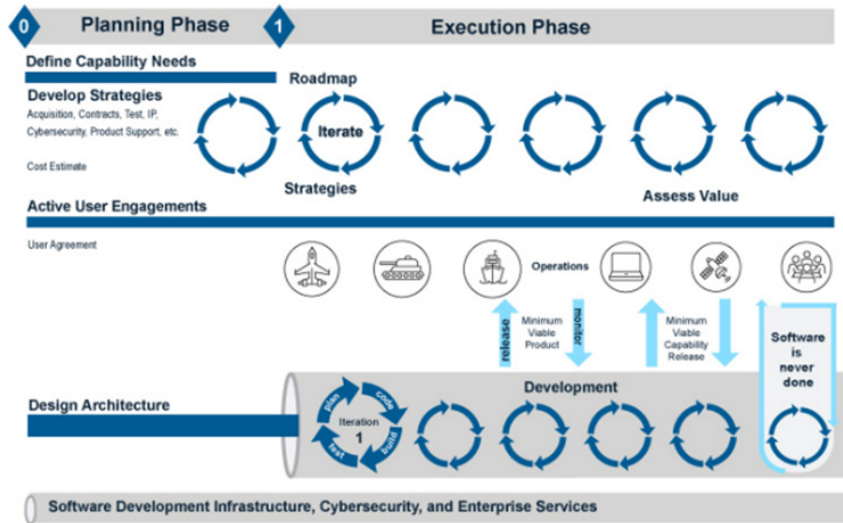 0
Planning Phase
1
Execution Phase
Define Capability Needs
Roadmap
Develop Strategies
Acquisition, Contracts, Test, IP,
Cybersecurity, Product Support, etc.
Iterate
Cost Estimate
Strategies
Assess Value
Active User Engagements
User Agreement
Operations
release
Minimum
Viable
Product
monitor
Minimum
Viable
Capability
Release
Software
is
never
done
Development
Design Architecture
plan
code
Iteration
1
test
build
Software Development Infrastructure, Cybersecurity, and Enterprise Services